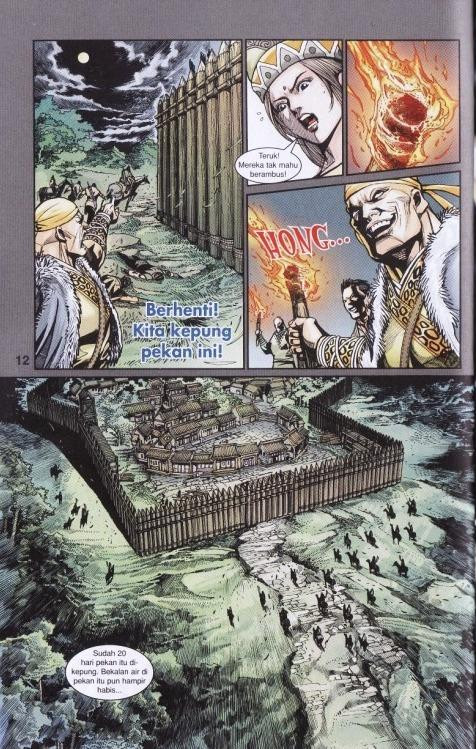 Berhenti!
Kita kepung
pekan ini!
Teruk!
Mereka tak mahu
berambus!
HONG...
12
Sudah 20
hari pekan itu di-
kepung. Bekalan air di
pekan itu pun hampir
habis...